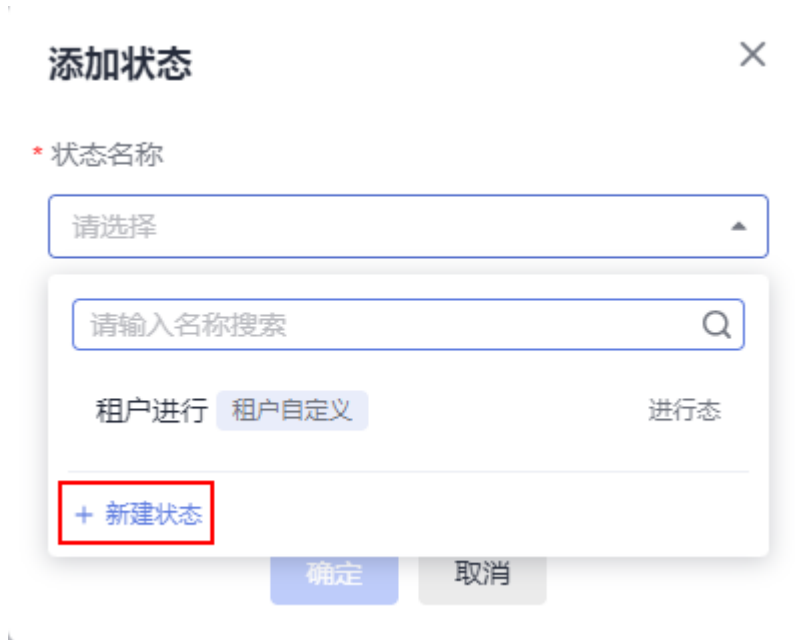 添加状态
* 状态名称
请选择
请输入名称搜索
租户进行 租户自定义 进行态
+ 新建状态
确定 取消